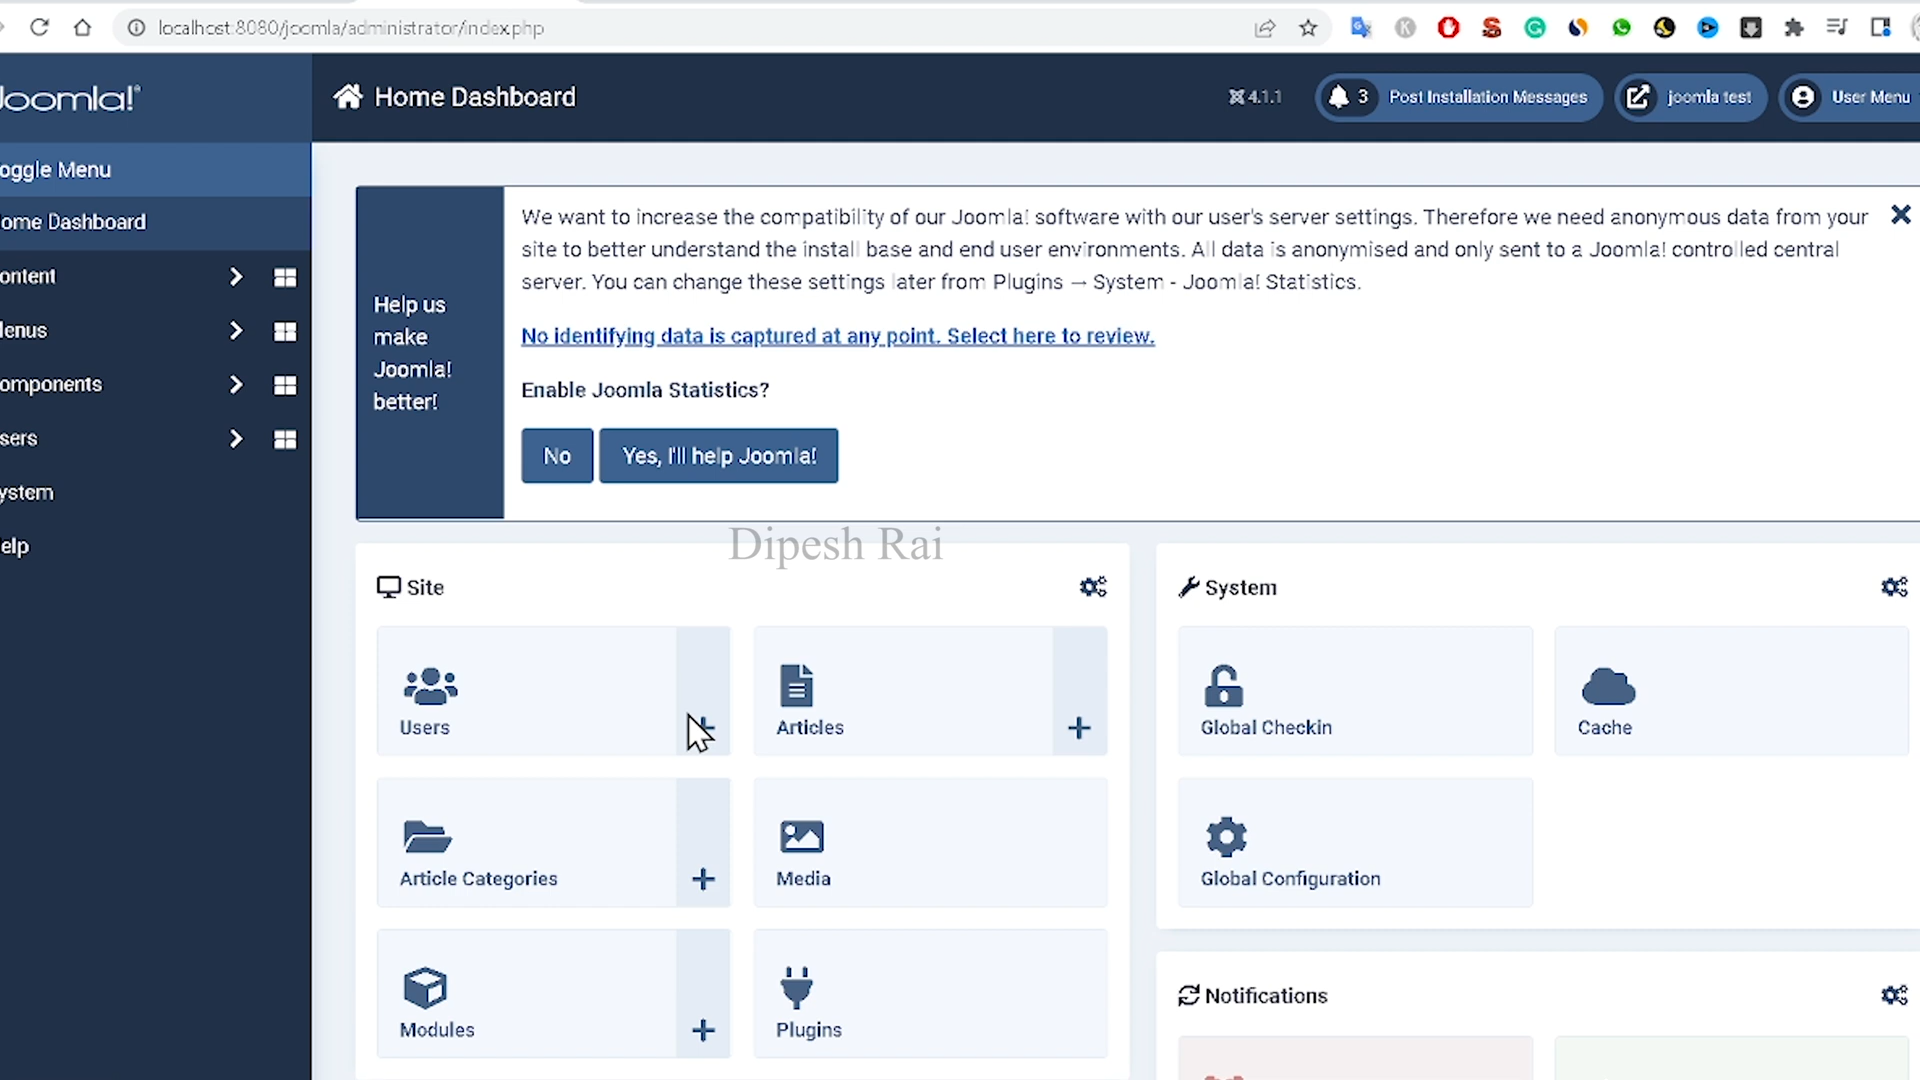 localhost:8080/joomla/administrator/index.php
Joomla!
Home Dashboard
4.1.1
3
Post Installation Messages
joomla test
User Menu
oggle Menu
ome Dashboard
ontent
enus
omponents
sers
ystem
elp
Help us
make
Joomla!
better!
We want to increase the compatibility of our Joomla! software with our user's server settings. Therefore we need anonymous data from your
site to better understand the install base and end user environments. All data is anonymised and only sent to a Joomla! controlled central
server. You can change these settings later from Plugins → System - Joomla! Statistics.
No identifying data is captured at any point. Select here to review.
Enable Joomla Statistics?
No
Yes, I'll help Joomla!
Dipesh Rai
Site
Users
Articles
Article Categories
Media
Modules
Plugins
System
Global Checkin
Cache
Global Configuration
Notifications